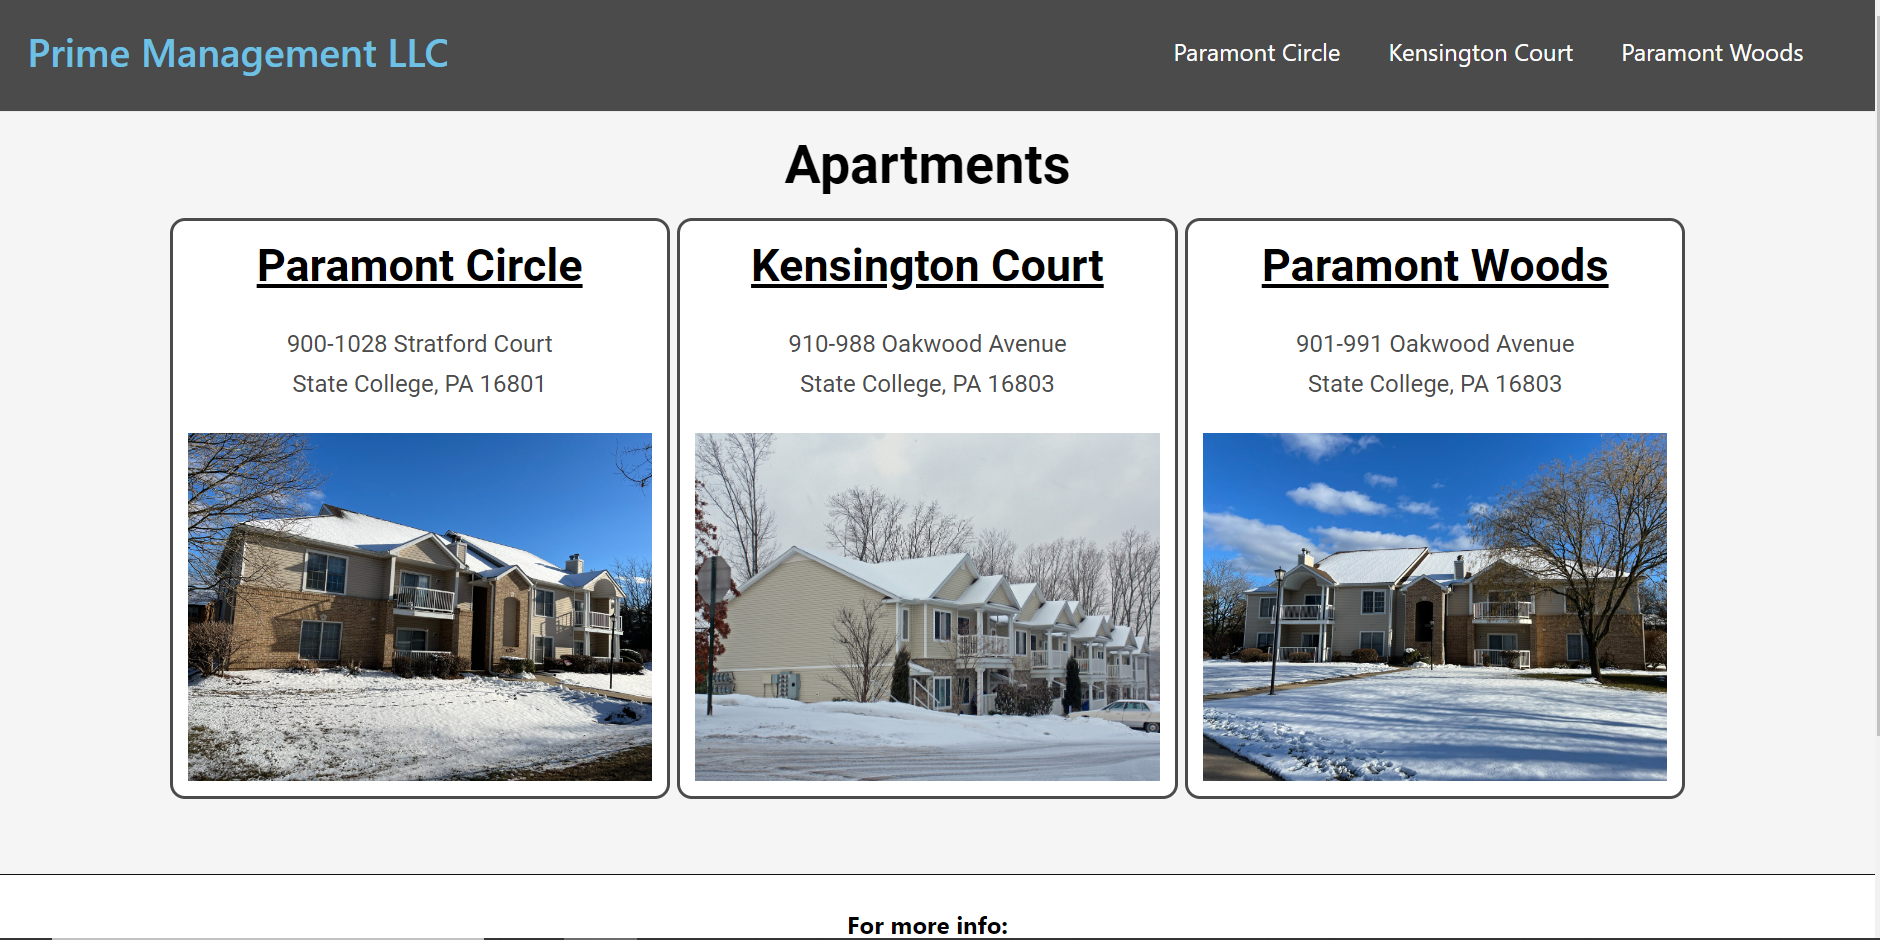 Prime Management LLC
Paramont Circle Kensington Court Paramont Woods
Apartments
Paramont Circle
900-1028 Stratford Court
State College, PA 16801
Kensington Court
910-988 Oakwood Avenue
State College, PA 16803
Paramont Woods
901-991 Oakwood Avenue
State College, PA 16803
For more info: